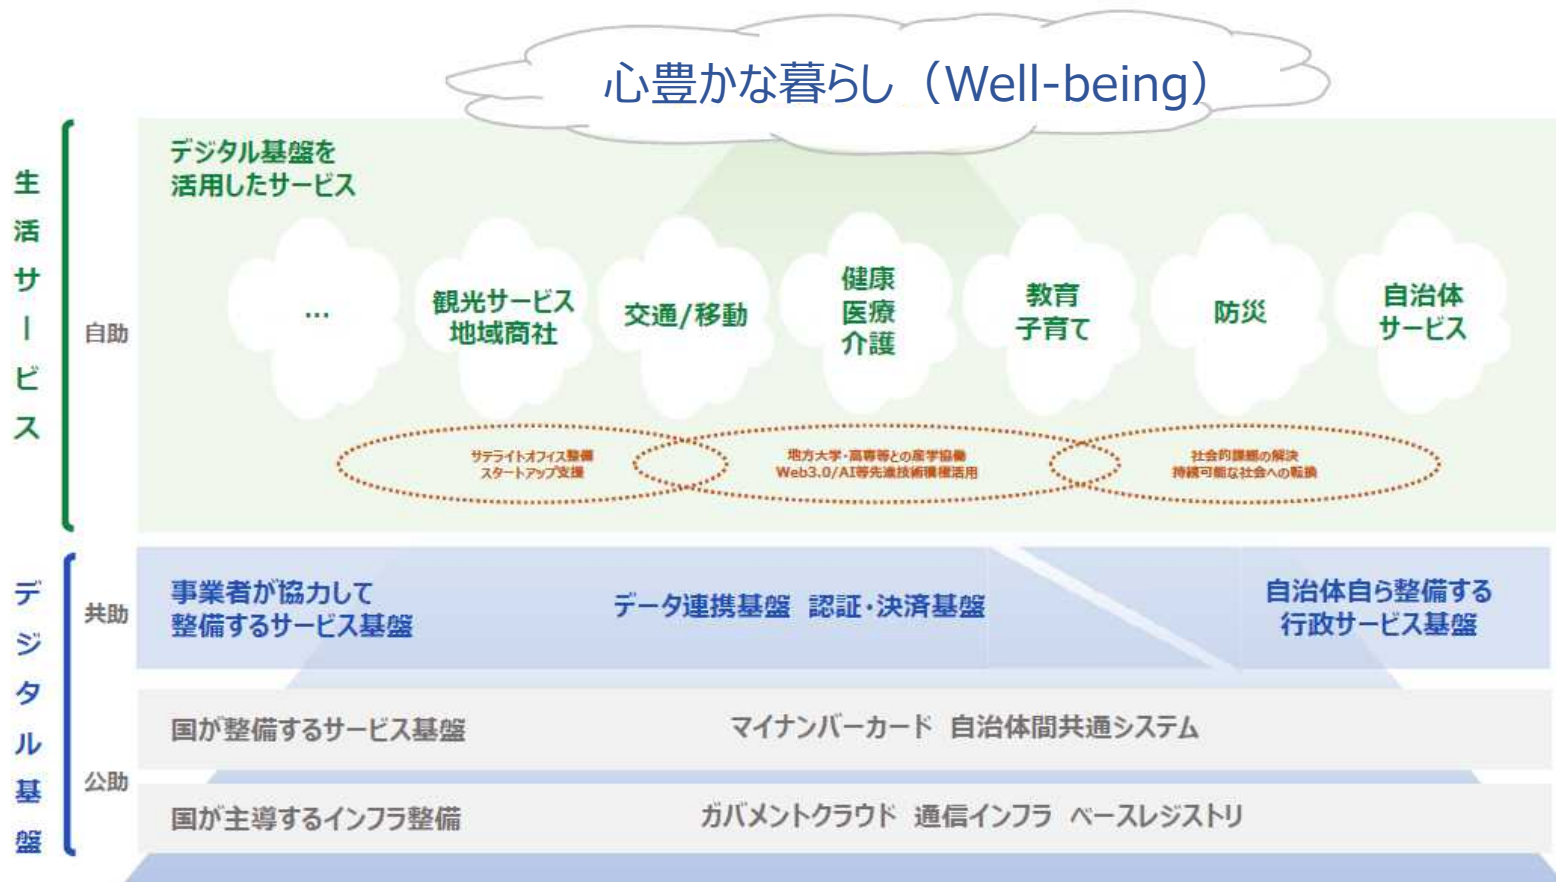 心豊かな暮らし（Well-being）
生活サービス
自助
デジタル基盤を
活用したサービス
...
観光サービス
地域商社
交通/移動
健康
医療
介護
教育
子育て
防災
自治体
サービス
サテライトオフィス整備
スタートアップ支援
地方大学・高専等との産学協働
Web3.0/AI等先進技術積極活用
社会的課題の解決
持続可能な社会への転換
デジタル基盤
共助
事業者が協力して
整備するサービス基盤
データ連携基盤 認証・決済基盤
自治体自ら整備する
行政サービス基盤
公助
国が整備するサービス基盤
マイナンバーカード 自治体間共通システム
国が主導するインフラ整備
ガバメントクラウド 通信インフラ ベースレジストリ